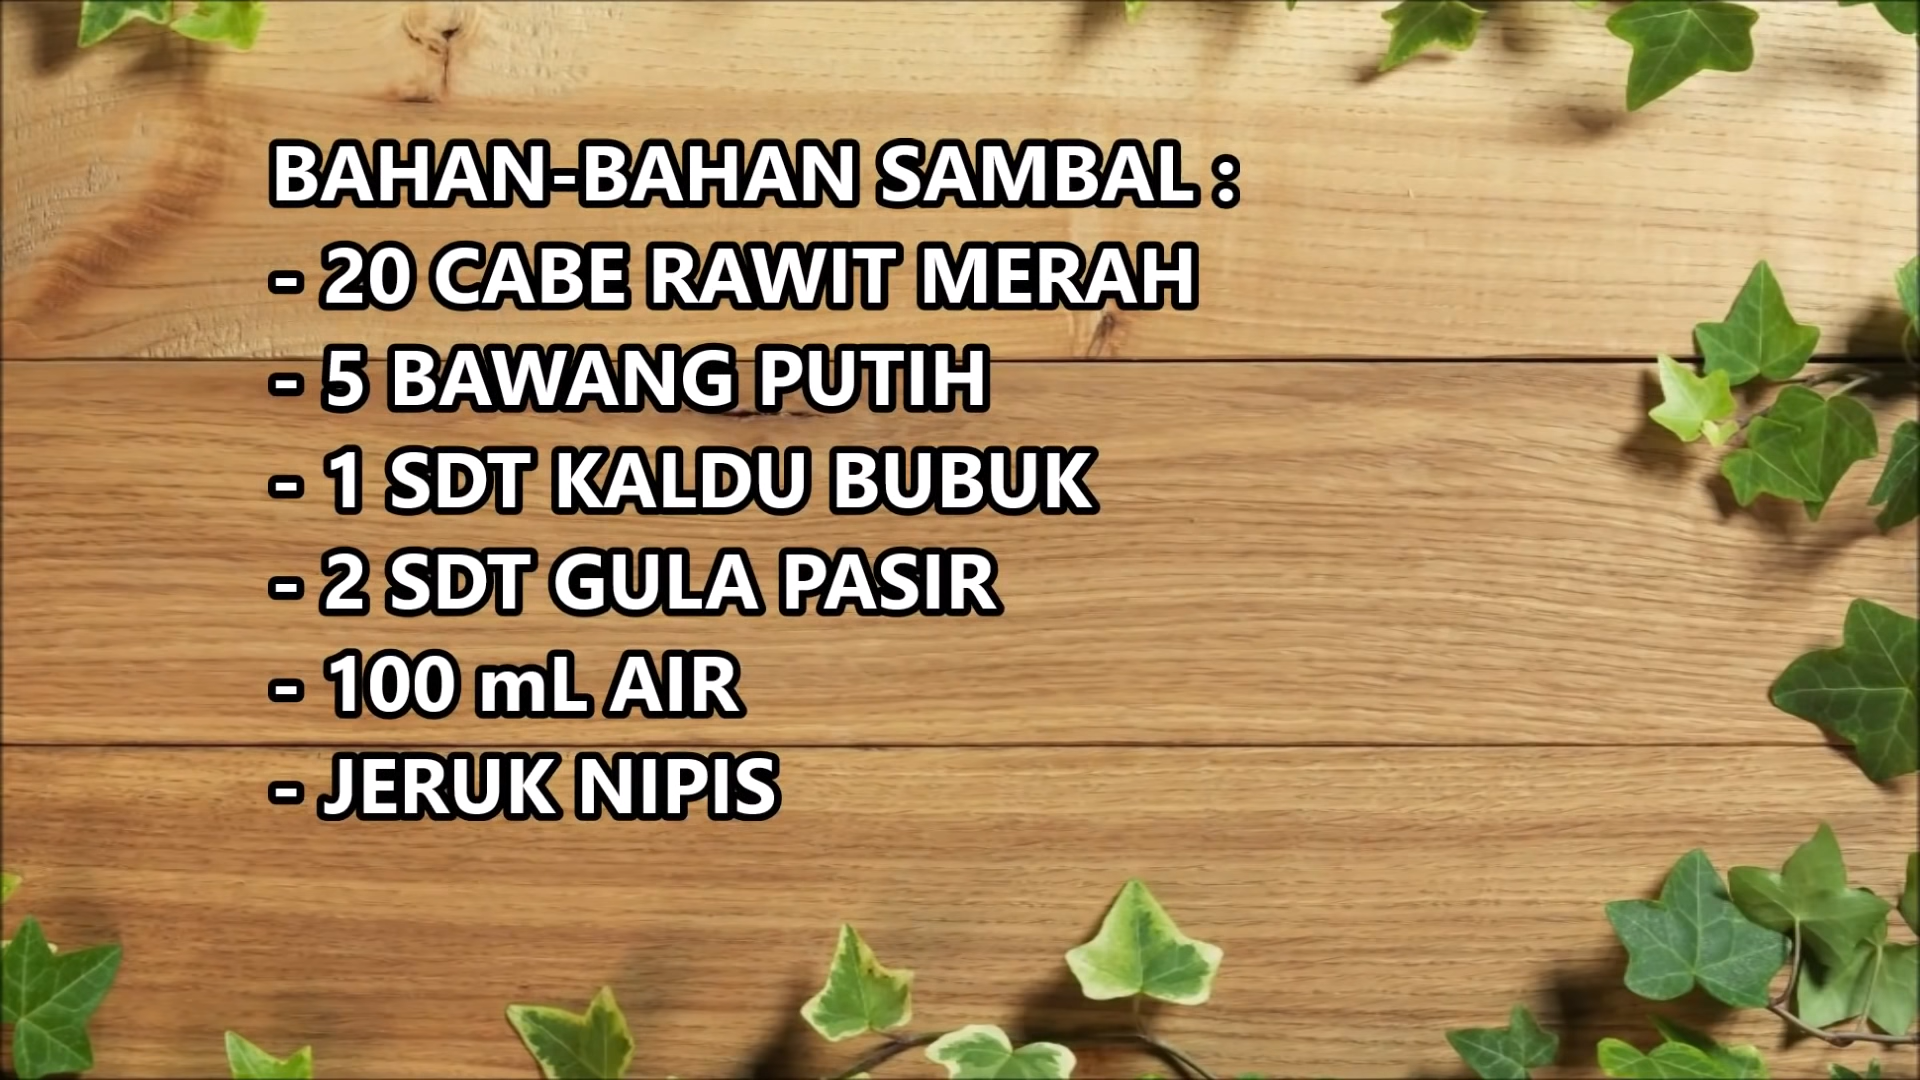 BAHAN-BAHAN SAMBAL :
- 20 CABE RAWIT MERAH
- 5 BAWANG PUTIH
- 1 SDT KALDU BUBUK
- 2 SDT GULA PASIR
- 100 mL AIR
- JERUK NIPIS